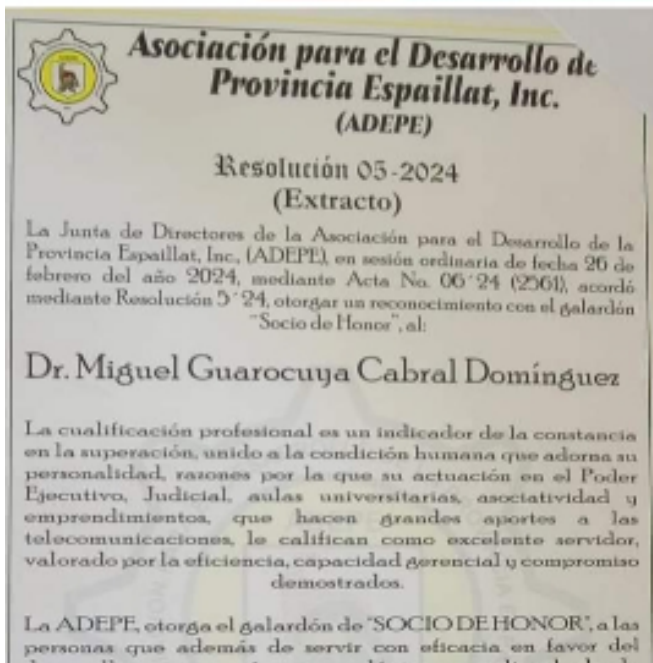 Asociación para el Desarrollo de
Provincia Espaillat, Inc.
(ADEPE)
Resolución 05-2024
(Extracto)
La Junta de Directores de la Asociación para el Desarrollo de la
Provincia Espaillat, Inc., (ADEPE), en sesión ordinaria de fecha 26 de
febrero del año 2024, mediante Acta No. 06´24 (2561), acordó
mediante Resolución 5´24, otorgar un reconocimiento con el galardón
"Socio de Honor", al:
Dr. Miguel Guarocuya Cabral Domínguez
La cualificación profesional es un indicador de la constancia
en la superación, unido a la condición humana que adorna su
personalidad, razones por la que su actuación en el Poder
Ejecutivo, Judicial, aulas universitarias, asociatividad y
emprendimientos, que hacen grandes aportes a las
telecomunicaciones, le califican como excelente servidor,
valorado por la eficiencia, capacidad gerencial y compromiso
demostrados.
La ADEPE, otorga el galardón de "SOCIO DE HONOR", a las
personas que además de servir con eficacia en favor del